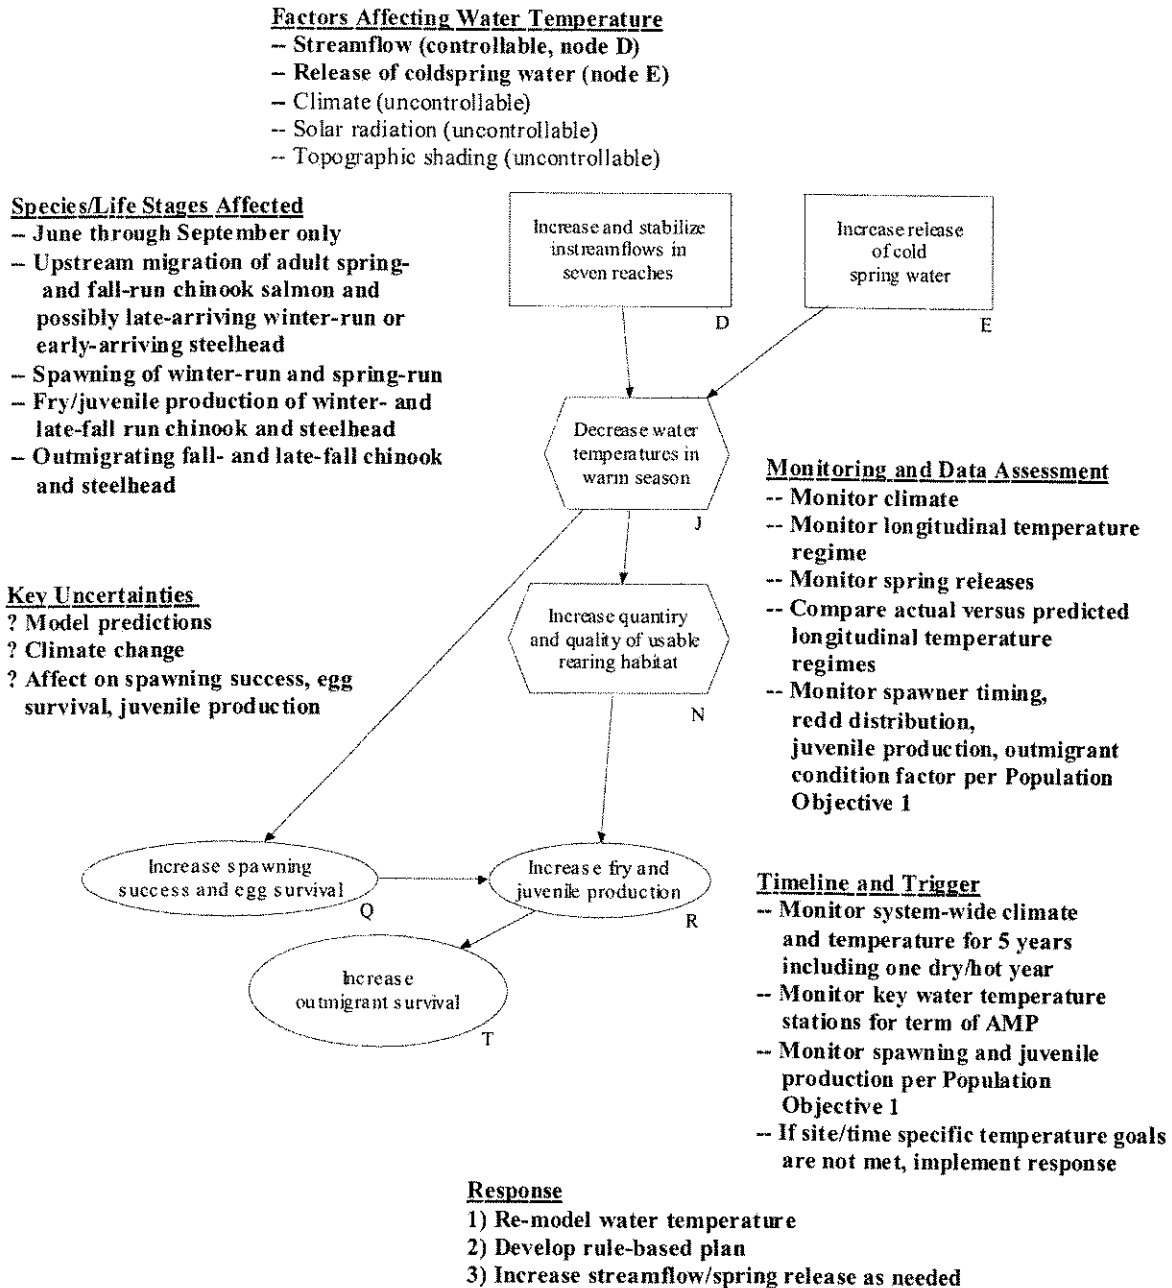 Factors Affecting Water Temperature
-- Streamflow (controllable, node D)
-- Release of coldspring water (node E)
-- Climate (uncontrollable)
-- Solar radiation (uncontrollable)
-- Topographic shading (uncontrollable)
Species/Life Stages Affected
-- June through September only
-- Upstream migration of adult spring-
and fall-run chinook salmon and
possibly late-arriving winter-run or
early-arriving steelhead
-- Spawning of winter-run and spring-run
-- Fry/juvenile production of winter- and
late-fall run chinook and steelhead
-- Outmigrating fall- and late-fall chinook
and steelhead
Increase and stabilize
instreamflows in
seven reaches
D
Increase release
of cold
spring water
E
Decrease water
temperatures in
warm season
J
Monitoring and Data Assessment
-- Monitor climate
-- Monitor longitudinal temperature
regime
-- Monitor spring releases
-- Compare actual versus predicted
longitudinal temperature
regimes
-- Monitor spawner timing,
redd distribution,
juvenile production, outmigrant
condition factor per Population
Objective 1
Key Uncertainties
? Model predictions
? Climate change
? Affect on spawning success, egg
survival, juvenile production
Increase quantiry
and quality of usable
rearing habitat
N
Increase spawning
success and egg survival
Q
Increase fry and
juvenile production
R
Increase
outmigrant survival
T
Timeline and Trigger
-- Monitor system-wide climate
and temperature for 5 years
including one dry/hot year
-- Monitor key water temperature
stations for term of AMP
-- Monitor spawning and juvenile
production per Population
Objective 1
-- If site/time specific temperature goals
are not met, implement response
Response
1) Re-model water temperature
2) Develop rule-based plan
3) Increase streamflow/spring release as needed